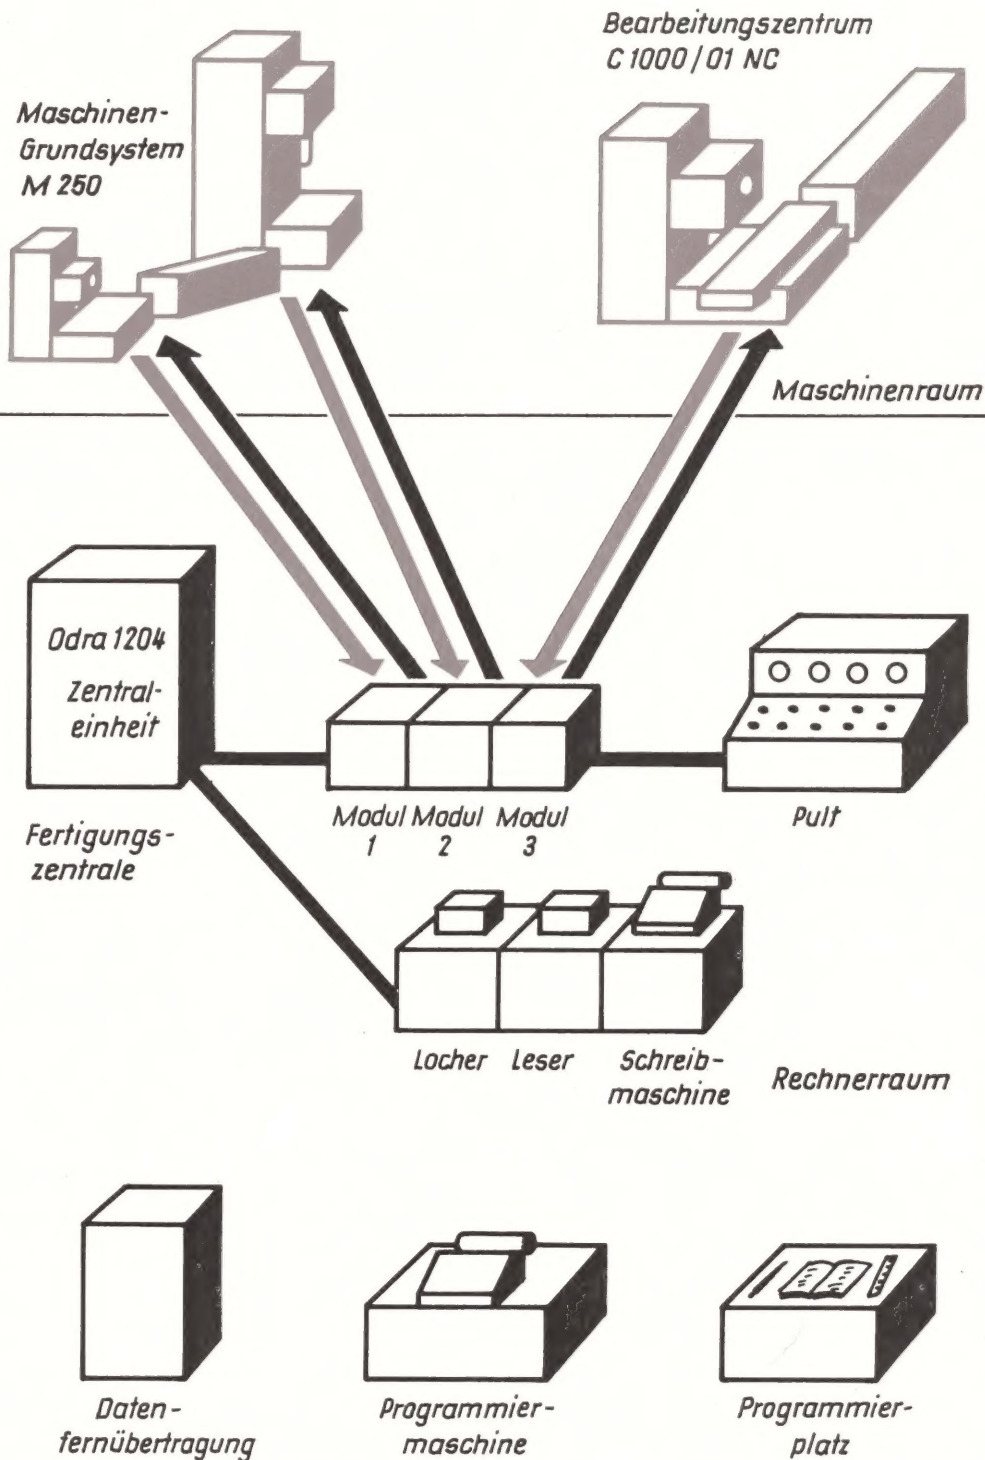 Bearbeitungszentrum
C 1000/01 NC
Maschinen-
Grundsystem
M 250
Maschinenraum
Odra 1204
Zentral-
einheit
Fertigungs-
zentrale
Modul Modul Modul
1 2 3
Pult
Locher Leser Schreib-
maschine
Rechnerraum
Daten-
fernübertragung
Programmier-
maschine
Programmier-
platz